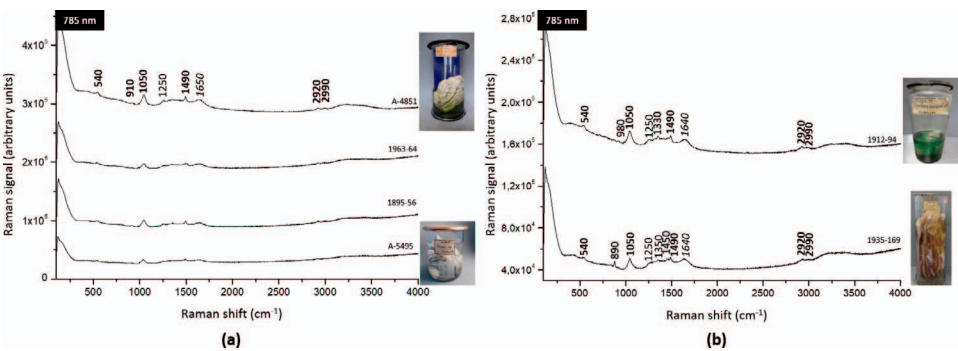 785 nm
Raman signal (arbitrary units)
4x10⁵
3x10⁵
2x10⁵
1x10⁵
0
540
910
1050
1250
1490
1650
2920
2990
A-4851
1963-64
1895-56
A-5495
500 1000 1500 2000 2500 3000 3500 4000
Raman shift (cm⁻¹)
(a)
785 nm
Raman signal (arbitrary units)
2,8x10⁵
2,4x10⁵
2,0x10⁵
1,6x10⁵
1,2x10⁵
8,0x10⁴
4,0x10⁴
540
980
1050
1250
1330
1490
1640
2920
2990
1912-94
540
890
1050
1250
1350
1450
1490
1640
2920
2990
1935-169
500 1000 1500 2000 2500 3000 3500 4000
Raman shift (cm⁻¹)
(b)